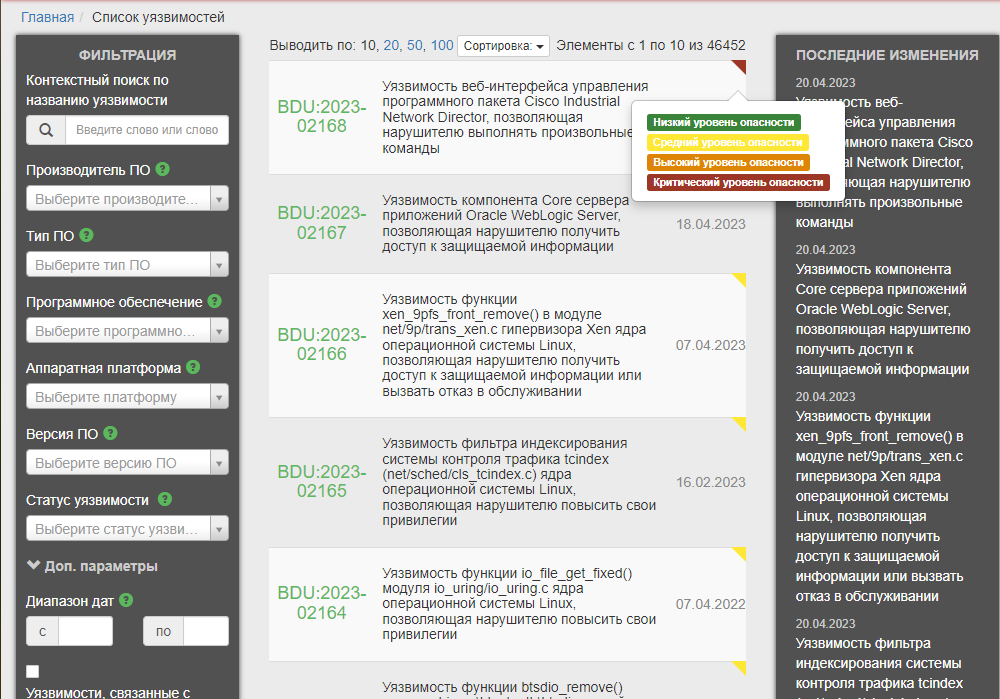 Главная / Список уязвимостей
ФИЛЬТРАЦИЯ
Контекстный поиск по
названию уязвимости
Введите слово или слово
Производитель ПО ?
Выберите производите...
Тип ПО ?
Выберите тип ПО
Программное обеспечение ?
Выберите программно...
Аппаратная платформа ?
Выберите платформу
Версия ПО ?
Выберите версию ПО
Статус уязвимости ?
Выберите статус уязви...
Доп. параметры
Диапазон дат ?
с
по
Уязвимости, связанные с
Выводить по: 10, 20, 50, 100 Сортировка: Элементы с 1 по 10 из 46452
BDU:2023-
02168
Уязвимость веб-интерфейса управления
программного пакета Cisco Industrial
Network Director, позволяющая
нарушителю выполнять произвольные
команды
Низкий уровень опасности
Средний уровень опасности
Высокий уровень опасности
Критический уровень опасности
BDU:2023-
02167
Уязвимость компонента Core сервера
приложений Oracle WebLogic Server,
позволяющая нарушителю получить
доступ к защищаемой информации
18.04.2023
BDU:2023-
02166
Уязвимость функции
xen_9pfs_front_remove() в модуле
net/9p/trans_xen.c гипервизора Xen ядра
операционной системы Linux,
позволяющая нарушителю получить
доступ к защищаемой информации или
вызвать отказ в обслуживании
07.04.2023
BDU:2023-
02165
Уязвимость фильтра индексирования
системы контроля трафика tcindex
(net/sched/cls_tcindex.c) ядра
операционной системы Linux,
позволяющая нарушителю повысить свои
привилегии
16.02.2023
BDU:2023-
02164
Уязвимость функции io_file_get_fixed()
модуля io_uring/io_uring.c ядра
операционной системы Linux,
позволяющая нарушителю повысить свои
привилегии
07.04.2022
Уязвимость функции btsdio_remove()
ПОСЛЕДНИЕ ИЗМЕНЕНИЯ
20.04.2023
Уязвимость веб-
фейса управления
ммного пакета Cisco
al Network Director,
яющая нарушителю
выполнять произвольные
команды
20.04.2023
Уязвимость компонента
Core сервера приложений
Oracle WebLogic Server,
позволяющая нарушителю
получить доступ к
защищаемой информации
20.04.2023
Уязвимость функции
xen_9pfs_front_remove() в
модуле net/9p/trans_xen.c
гипервизора Xen ядра
операционной системы
Linux, позволяющая
нарушителю получить
доступ к защищаемой
информации или вызвать
отказ в обслуживании
20.04.2023
Уязвимость фильтра
индексирования системы
контроля трафика tcindex